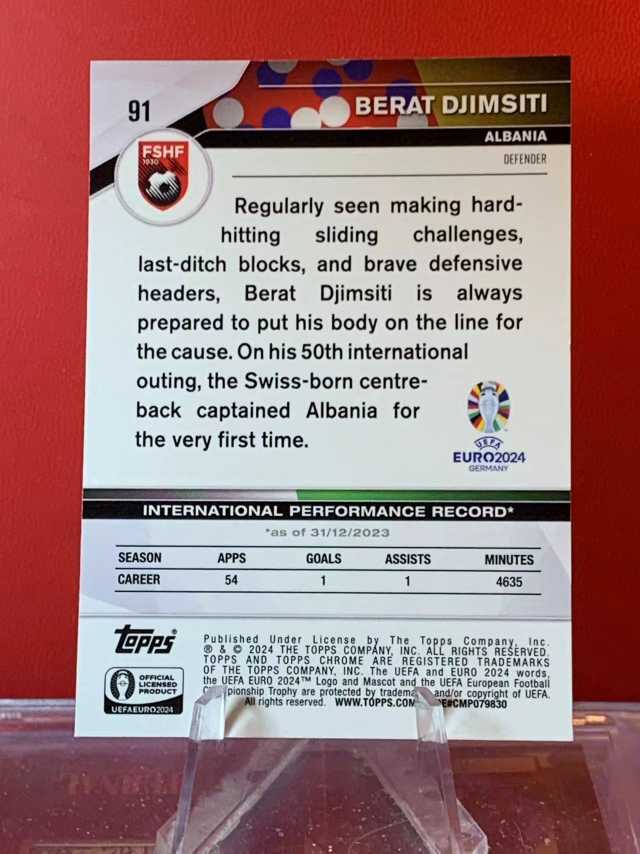 91
BERAT DJIMSITI
ALBANIA
DEFENDER
FSHF
1930
Regularly seen making hard-
hitting sliding challenges,
last-ditch blocks, and brave defensive
headers, Berat Djimsiti is always
prepared to put his body on the line for
the cause. On his 50th international
outing, the Swiss-born centre-
back captained Albania for
the very first time.
UEFA
EURO2024
GERMANY
INTERNATIONAL PERFORMANCE RECORD*
*as of 31/12/2023
SEASON APPS GOALS ASSISTS MINUTES
CAREER 54 1 1 4635
Topps
OFFICIAL
LICENSED
PRODUCT
UEFAEURO2024
Published Under License by The Topps Company, Inc.
® & © 2024 THE TOPPS COMPANY, INC. ALL RIGHTS RESERVED.
TOPPS AND TOPPS CHROME ARE REGISTERED TRADEMARKS
OF THE TOPPS COMPANY, INC. The UEFA and EURO 2024 words,
the UEFA EURO 2024™ Logo and Mascot and the UEFA European Football
Trophy are protected by and/or copyright of UEFA.
All rights reserved. WWW.TOPPS.COM #CMP079830